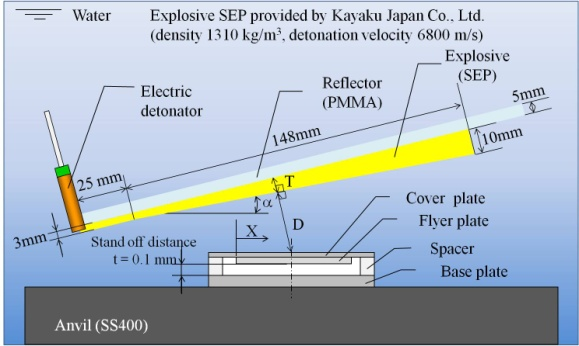 Water
Explosive SEP provided by Kayaku Japan Co., Ltd.
(density 1310 kg/m³, detonation velocity 6800 m/s)
Explosive
(SEP)
Reflector
(PMMA)
Electric
detonator
5mm
10mm
148mm
25 mm
T
α
3mm
D
Cover plate
Flyer plate
Stand off distance
t = 0.1 mm
X
Spacer
Base plate
Anvil (SS400)